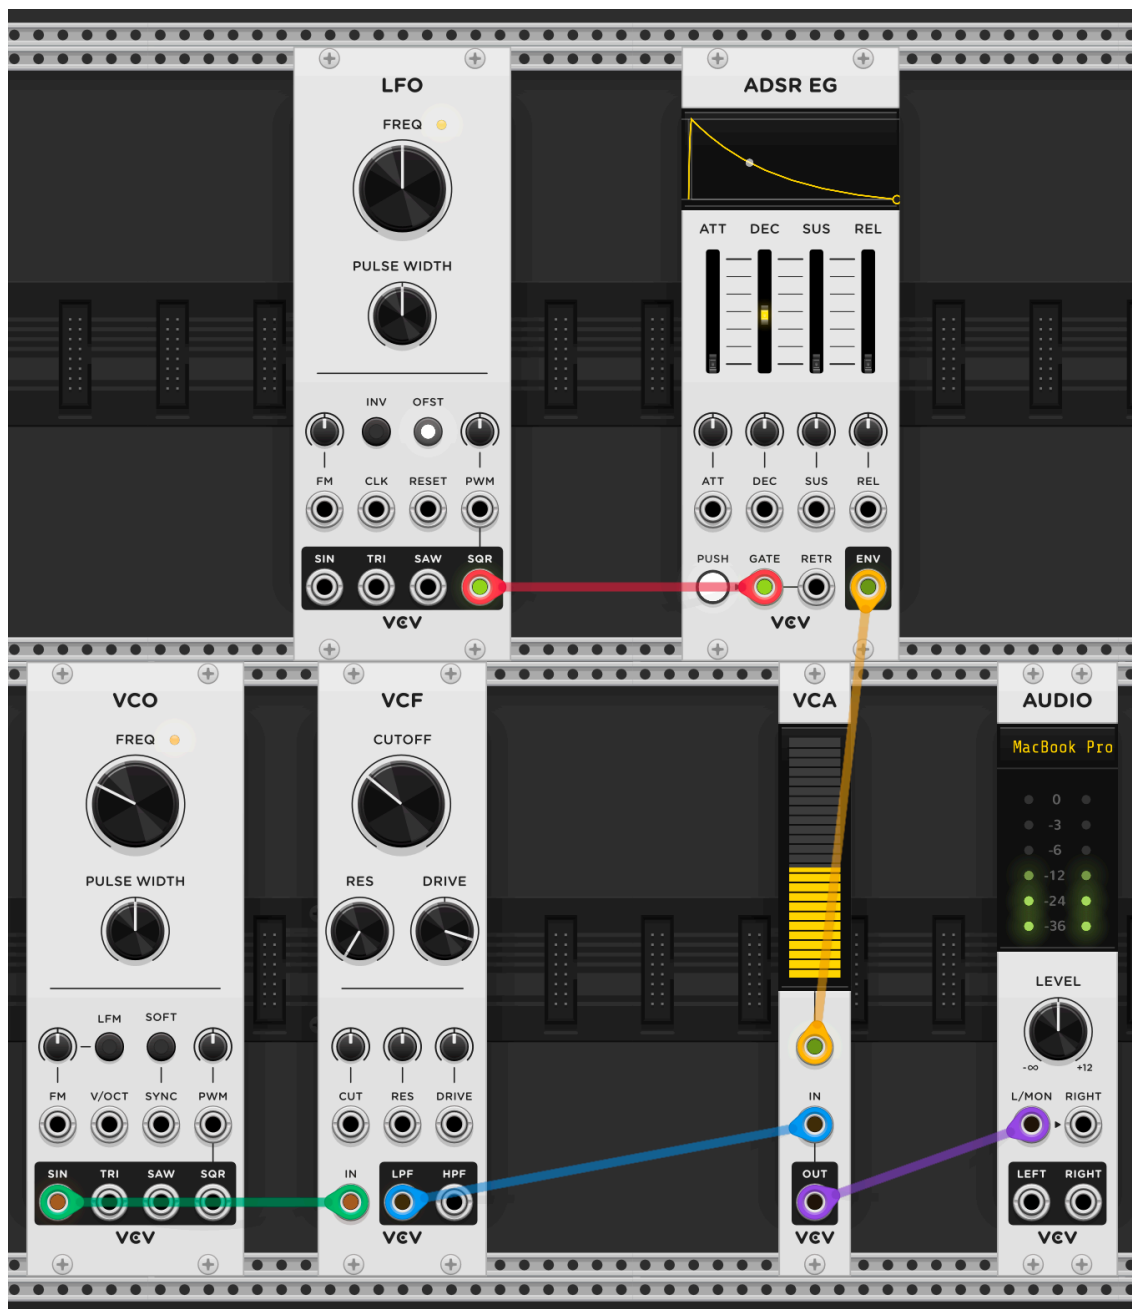 LFO
FREQ
PULSE WIDTH
INV OFST
FM CLK RESET PWM
SIN TRI SAW SQR
VCV
ADSR EG
ATT DEC SUS REL
ATT DEC SUS REL
PUSH GATE RETR ENV
VCV
VCO
FREQ
PULSE WIDTH
LFM SOFT
FM V/OCT SYNC PWM
SIN TRI SAW SQR
VCV
VCF
CUTOFF
RES DRIVE
CUT RES DRIVE
IN LPF HPF
VCV
VCA
IN
OUT
VCV
AUDIO
MacBook Pro
0
-3
-6
-12
-24
-36
LEVEL
-∞ +12
L/MON RIGHT
LEFT RIGHT
VCV